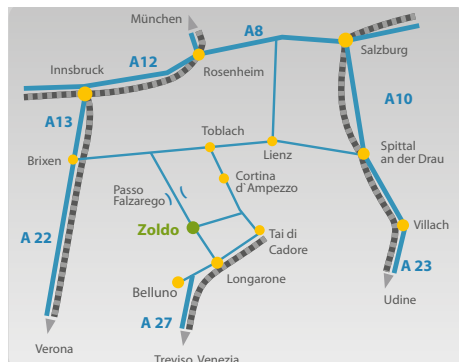 München
A8
Salzburg
A12
Rosenheim
Innsbruck
A13
A10
Toblach
Brixen
Lienz
Spittal
an der Drau
Cortina
d`Ampezzo
Passo
Falzarego
Zoldo
Tai di
Cadore
Villach
A 22
A 23
Longarone
Belluno
Udine
A 27
Verona
Treviso Venezia